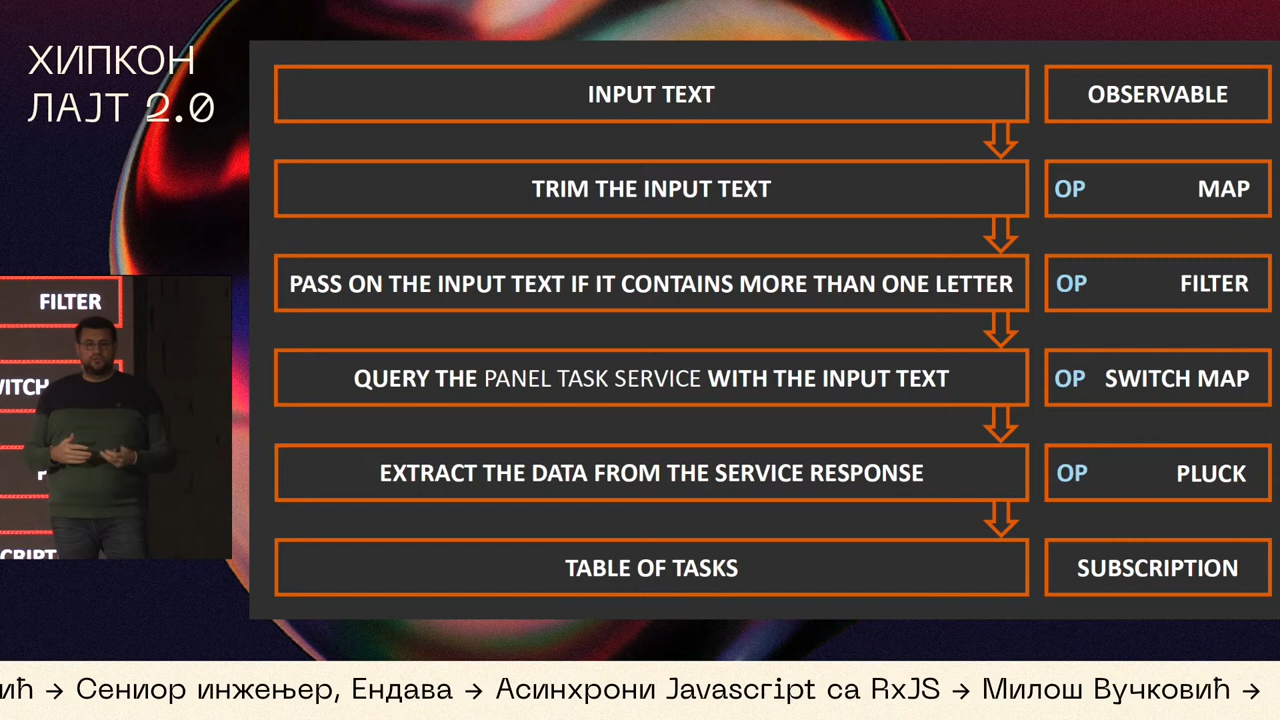 ХИПКОН
ЛАЈТ 2.0
INPUT TEXT
OBSERVABLE
TRIM THE INPUT TEXT
OP MAP
PASS ON THE INPUT TEXT IF IT CONTAINS MORE THAN ONE LETTER
OP FILTER
QUERY THE PANEL TASK SERVICE WITH THE INPUT TEXT
OP SWITCH MAP
EXTRACT THE DATA FROM THE SERVICE RESPONSE
OP PLUCK
TABLE OF TASKS
SUBSCRIPTION
FILTER
ић → Сениор инжењер, Ендава → Асинхрони Javascript са RxJS → Милош Вучковић →